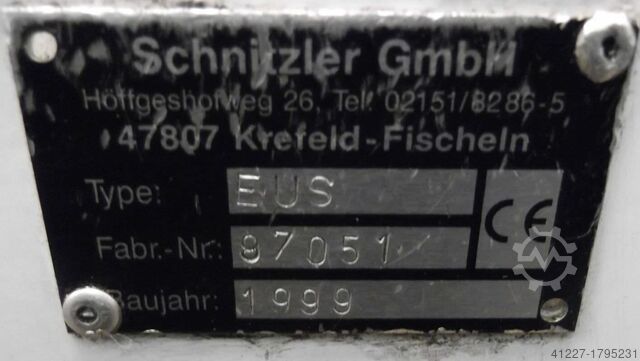 Schnitzler GmbH
Höffgeshofweg 26, Tel. 02151/8286-5
47807 Krefeld-Fischeln
Type: EUS
Fabr.-Nr.: 87051
Baujahr: 1999
CE
41227-1795231